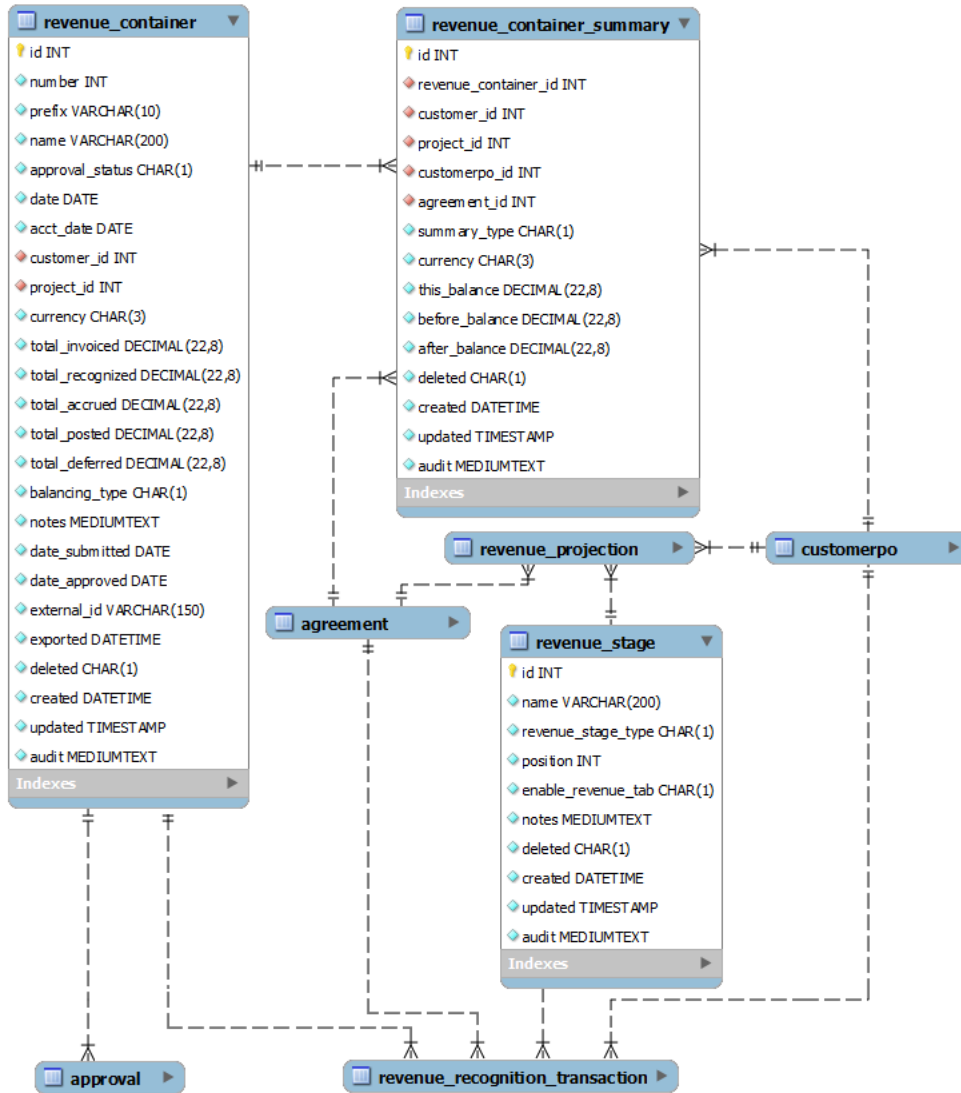 revenue_container
id INT
number INT
prefix VARCHAR(10)
name VARCHAR(200)
approval_status CHAR(1)
date DATE
acct_date DATE
customer_id INT
project_id INT
currency CHAR(3)
total_invoiced DECIMAL(22,8)
total_recognized DECIMAL(22,8)
total_accrued DECIMAL(22,8)
total_posted DECIMAL(22,8)
total_deferred DECIMAL(22,8)
balancing_type CHAR(1)
notes MEDIUMTEXT
date_submitted DATE
date_approved DATE
external_id VARCHAR(150)
exported DATETIME
deleted CHAR(1)
created DATETIME
updated TIMESTAMP
audit MEDIUMTEXT
Indexes
revenue_container_summary
id INT
revenue_container_id INT
customer_id INT
project_id INT
customerpo_id INT
agreement_id INT
summary_type CHAR(1)
currency CHAR(3)
this_balance DECIMAL(22,8)
before_balance DECIMAL(22,8)
after_balance DECIMAL(22,8)
deleted CHAR(1)
created DATETIME
updated TIMESTAMP
audit MEDIUMTEXT
Indexes
revenue_projection
customerpo
agreement
revenue_stage
id INT
name VARCHAR(200)
revenue_stage_type CHAR(1)
position INT
enable_revenue_tab CHAR(1)
notes MEDIUMTEXT
deleted CHAR(1)
created DATETIME
updated TIMESTAMP
audit MEDIUMTEXT
Indexes
approval
revenue_recognition_transaction